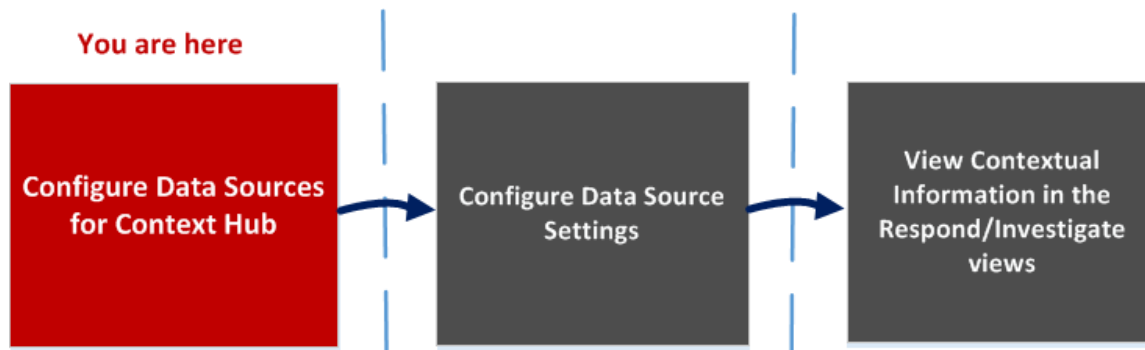 You are here
Configure Data Sources
for Context Hub
Configure Data Source
Settings
View Contextual
Information in the
Respond/Investigate
views